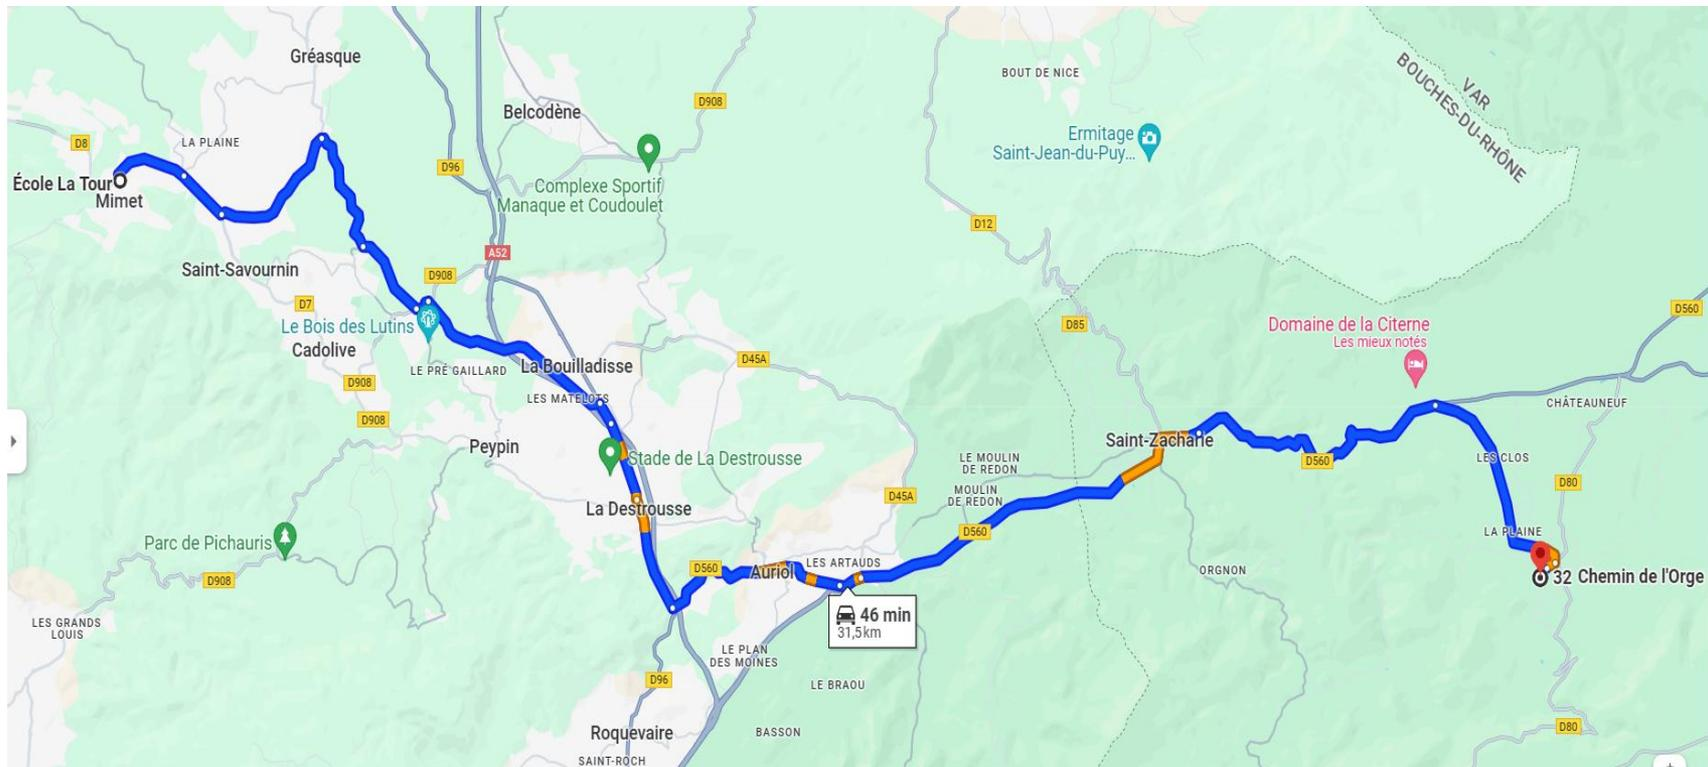 Gréasque
BOUT DE NICE
VAR
BOUCHES-DU-RHÔNE
Belcodène
D908
D8
LA PLAINE
Ermitage
Saint-Jean-du-Puy...
D96
École La Tour
Mimet
Complexe Sportif
Manaque et Coudoulet
D12
A52
Saint-Savournin
D908
D7
D560
Le Bois des Lutins
D85
Domaine de la Citerne
Les mieux notés
Cadolive
LE PRÉ GAILLARD
La Bouilladisse
D45A
D908
LES MATELOTS
CHÂTEAUNEUF
D908
Peypin
Saint-Zacharie
Stade de La Destrousse
LE MOULIN
DE REDON
D560
LES CLOS
D80
MOULIN
DE REDON
D45A
La Destrousse
D560
LA PLAINE
Parc de Pichauris
D908
D560
Auriol
LES ARTAUDS
ORGNON
32 Chemin de l'Orge
46 min
31,5km
LES GRANDS
LOUIS
LE PLAN
DES MOINES
D96
LE BRAOU
Roquevaire
BASSON
D80
SAINT-ROCH